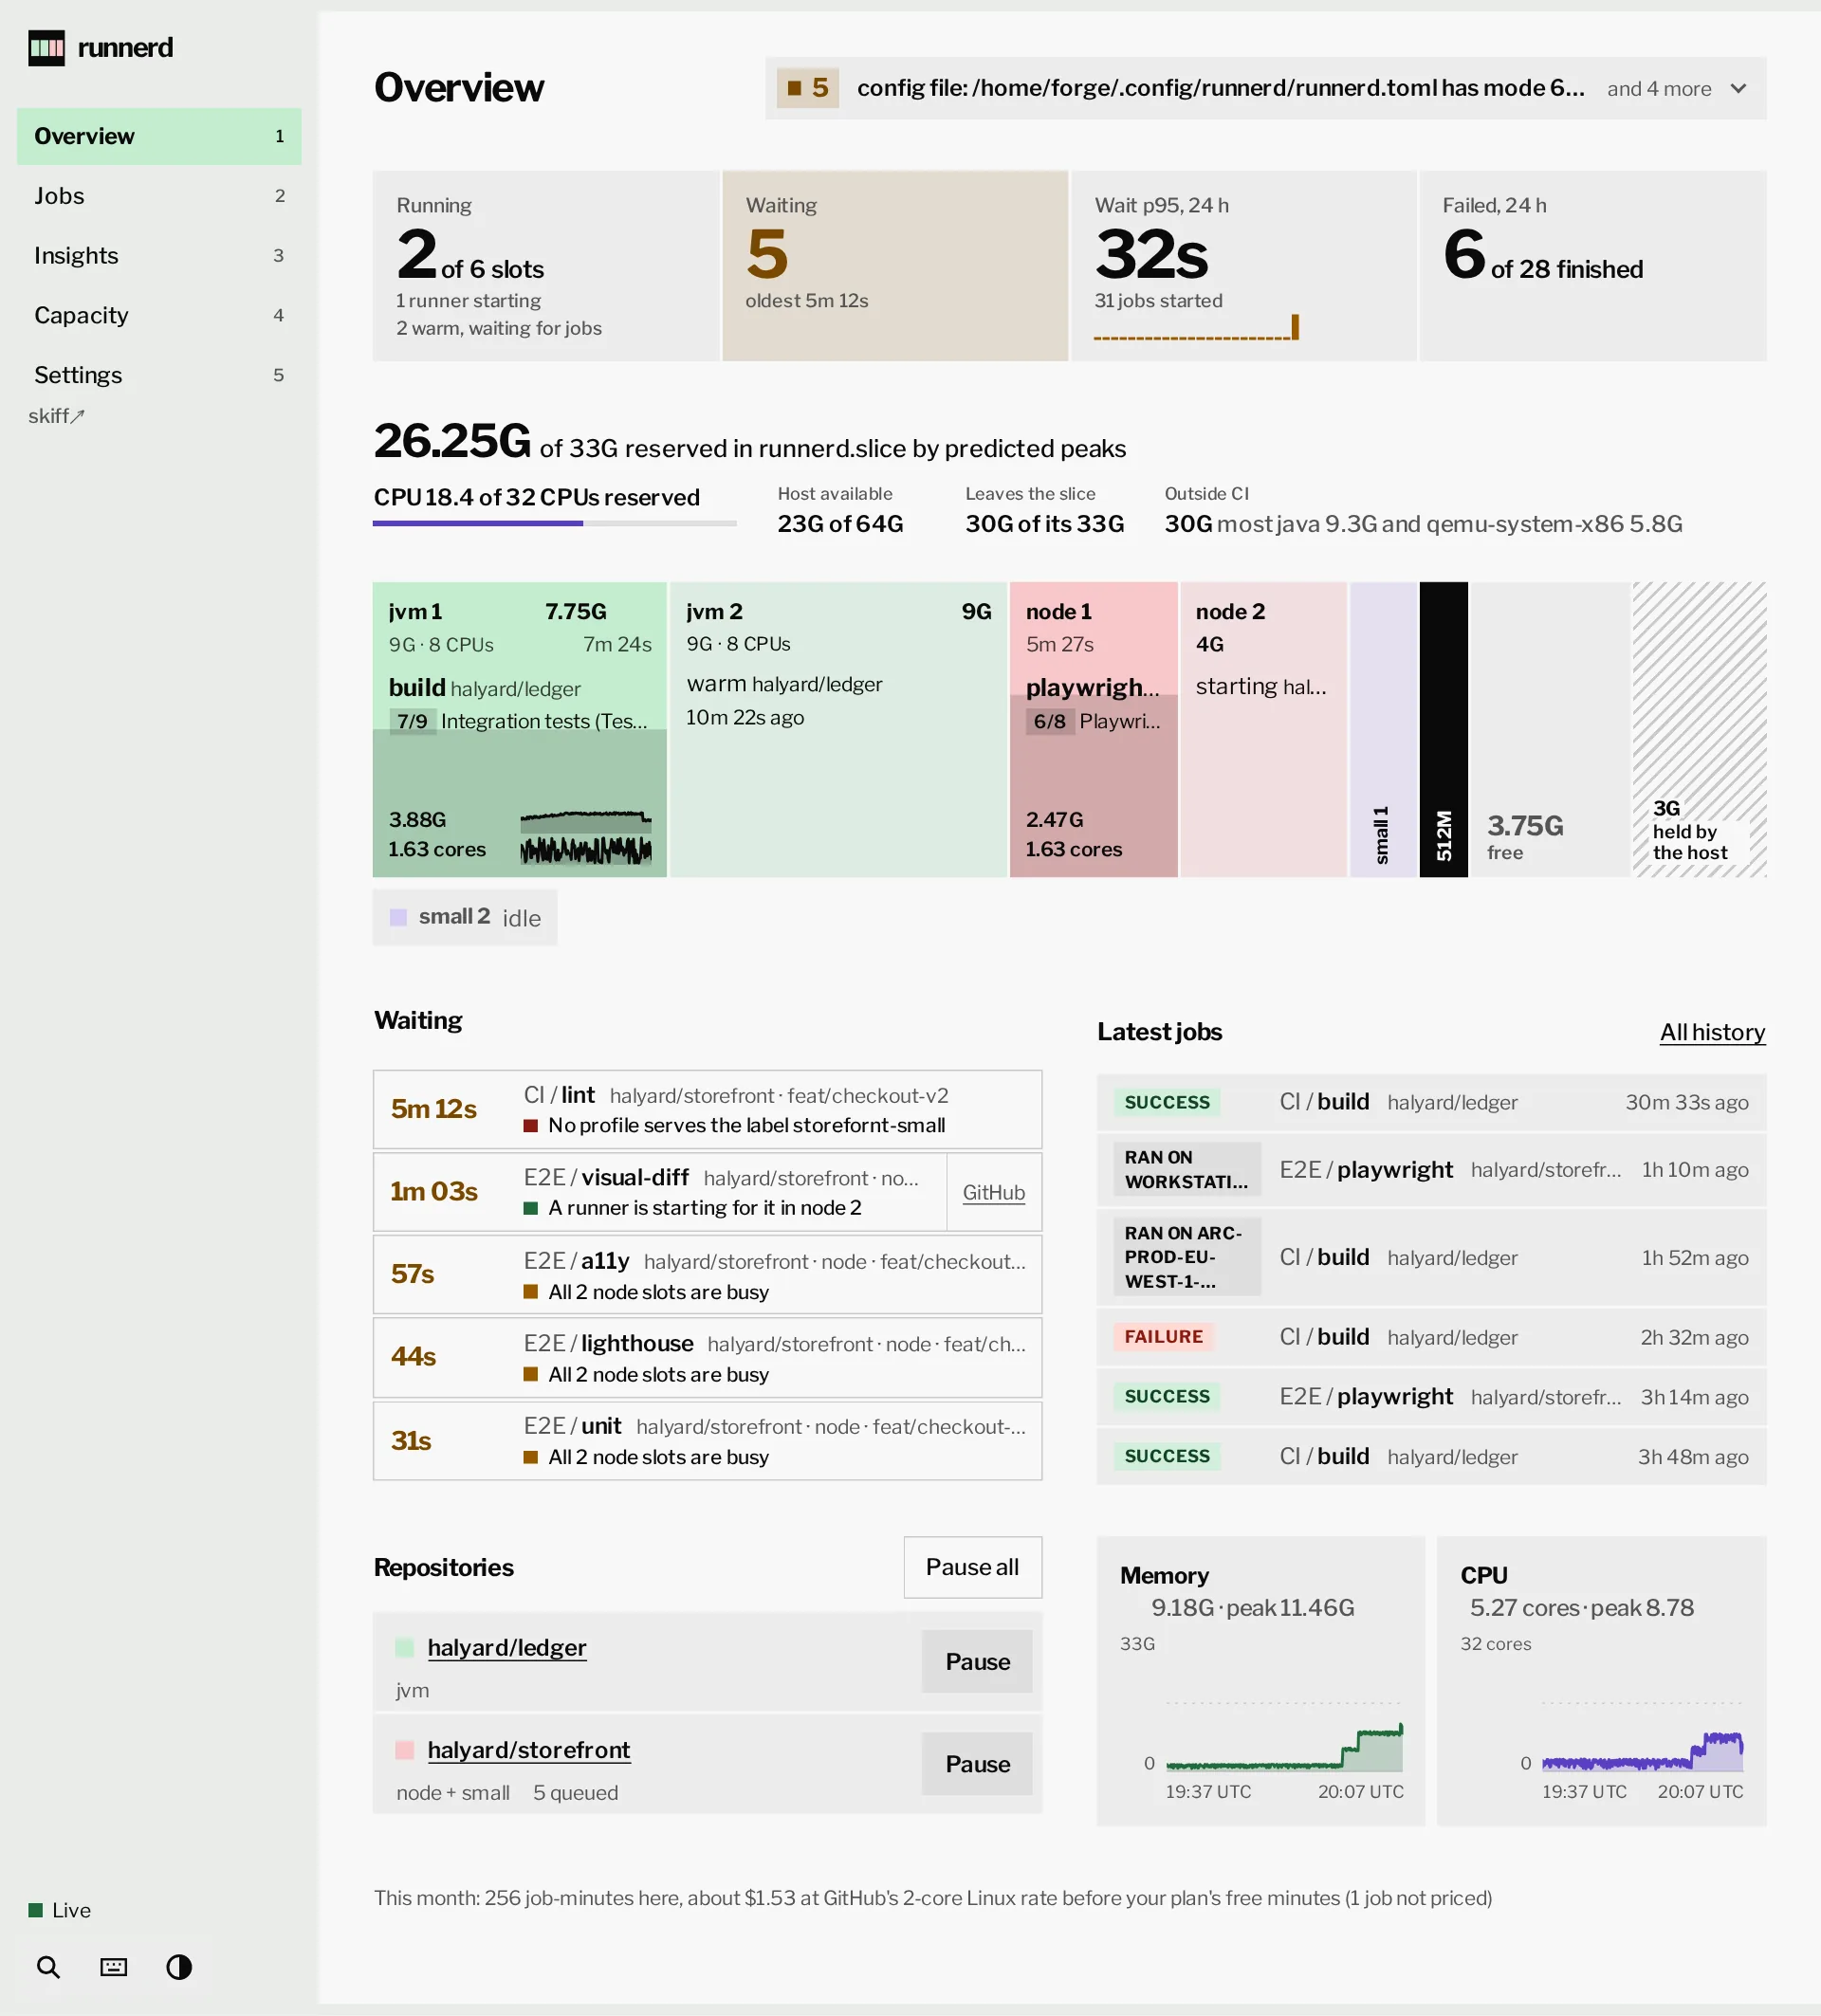 runnerd
Overview 1
Jobs 2
Insights 3
Capacity 4
Settings 5
skiff↗
Live
Overview
5 config file: /home/forge/.config/runnerd/runnerd.toml has mode 6... and 4 more
Running
2 of 6 slots
1 runner starting
2 warm, waiting for jobs
Waiting
5
oldest 5m 12s
Wait p95, 24 h
32s
31 jobs started
Failed, 24 h
6 of 28 finished
26.25G of 33G reserved in runnerd.slice by predicted peaks
CPU 18.4 of 32 CPUs reserved
Host available
23G of 64G
Leaves the slice
30G of its 33G
Outside CI
30G most java 9.3G and qemu-system-x86 5.8G
jvm 1 7.75G
9G · 8 CPUs 7m 24s
build halyard/ledger
7/9 Integration tests (Tes...
3.88G
1.63 cores
jvm 2 9G
9G · 8 CPUs
warm halyard/ledger
10m 22s ago
node 1
5m 27s
playwrigh...
6/8 Playwri...
2.47G
1.63 cores
node 2
4G
starting hal...
small 1
512M
3.75G
free
3G
held by
the host
small 2 idle
Waiting
5m 12s CI / lint halyard/storefront · feat/checkout-v2
No profile serves the label storefornt-small
1m 03s E2E / visual-diff halyard/storefront · no... GitHub
A runner is starting for it in node 2
57s E2E / a11y halyard/storefront · node · feat/checkout...
All 2 node slots are busy
44s E2E / lighthouse halyard/storefront · node · feat/ch...
All 2 node slots are busy
31s E2E / unit halyard/storefront · node · feat/checkout-...
All 2 node slots are busy
Latest jobs All history
SUCCESS CI / build halyard/ledger 30m 33s ago
RAN ON
WORKSTATI... E2E / playwright halyard/storefr... 1h 10m ago
RAN ON ARC-
PROD-EU-
WEST-1-... CI / build halyard/ledger 1h 52m ago
FAILURE CI / build halyard/ledger 2h 32m ago
SUCCESS E2E / playwright halyard/storefr... 3h 14m ago
SUCCESS CI / build halyard/ledger 3h 48m ago
Repositories Pause all
halyard/ledger
jvm
Pause
halyard/storefront
node + small 5 queued
Pause
Memory
9.18G · peak 11.46G
33G
0
19:37 UTC 20:07 UTC
CPU
5.27 cores · peak 8.78
32 cores
0
19:37 UTC 20:07 UTC
This month: 256 job-minutes here, about $1.53 at GitHub's 2-core Linux rate before your plan's free minutes (1 job not priced)